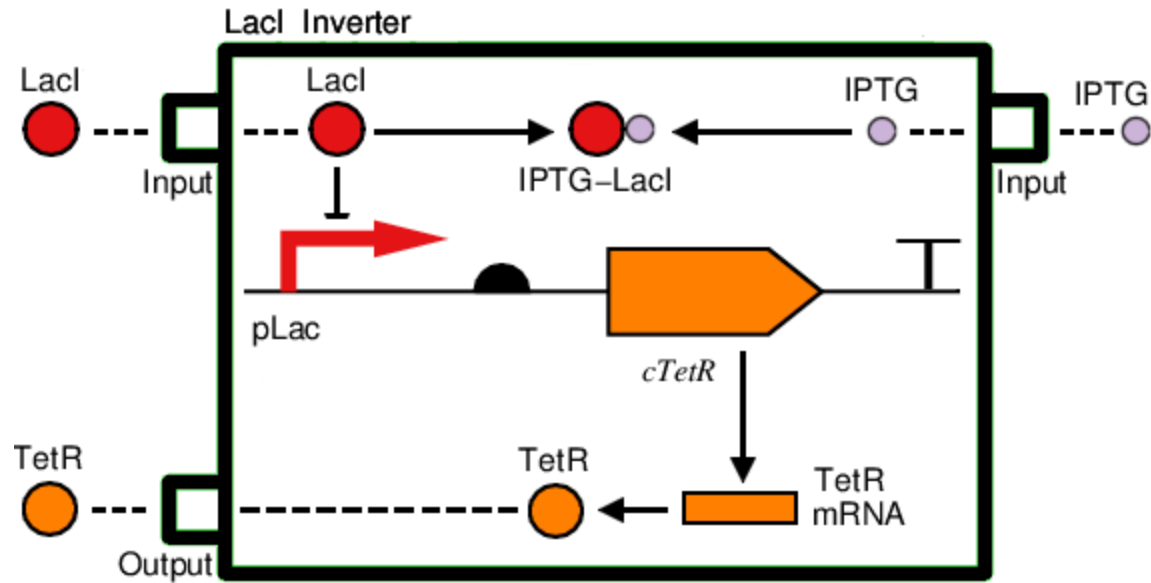 LacI Inverter
LacI
LacI
IPTG
IPTG
Input
IPTG–LacI
Input
pLac
cTetR
TetR
TetR
TetR
mRNA
Output